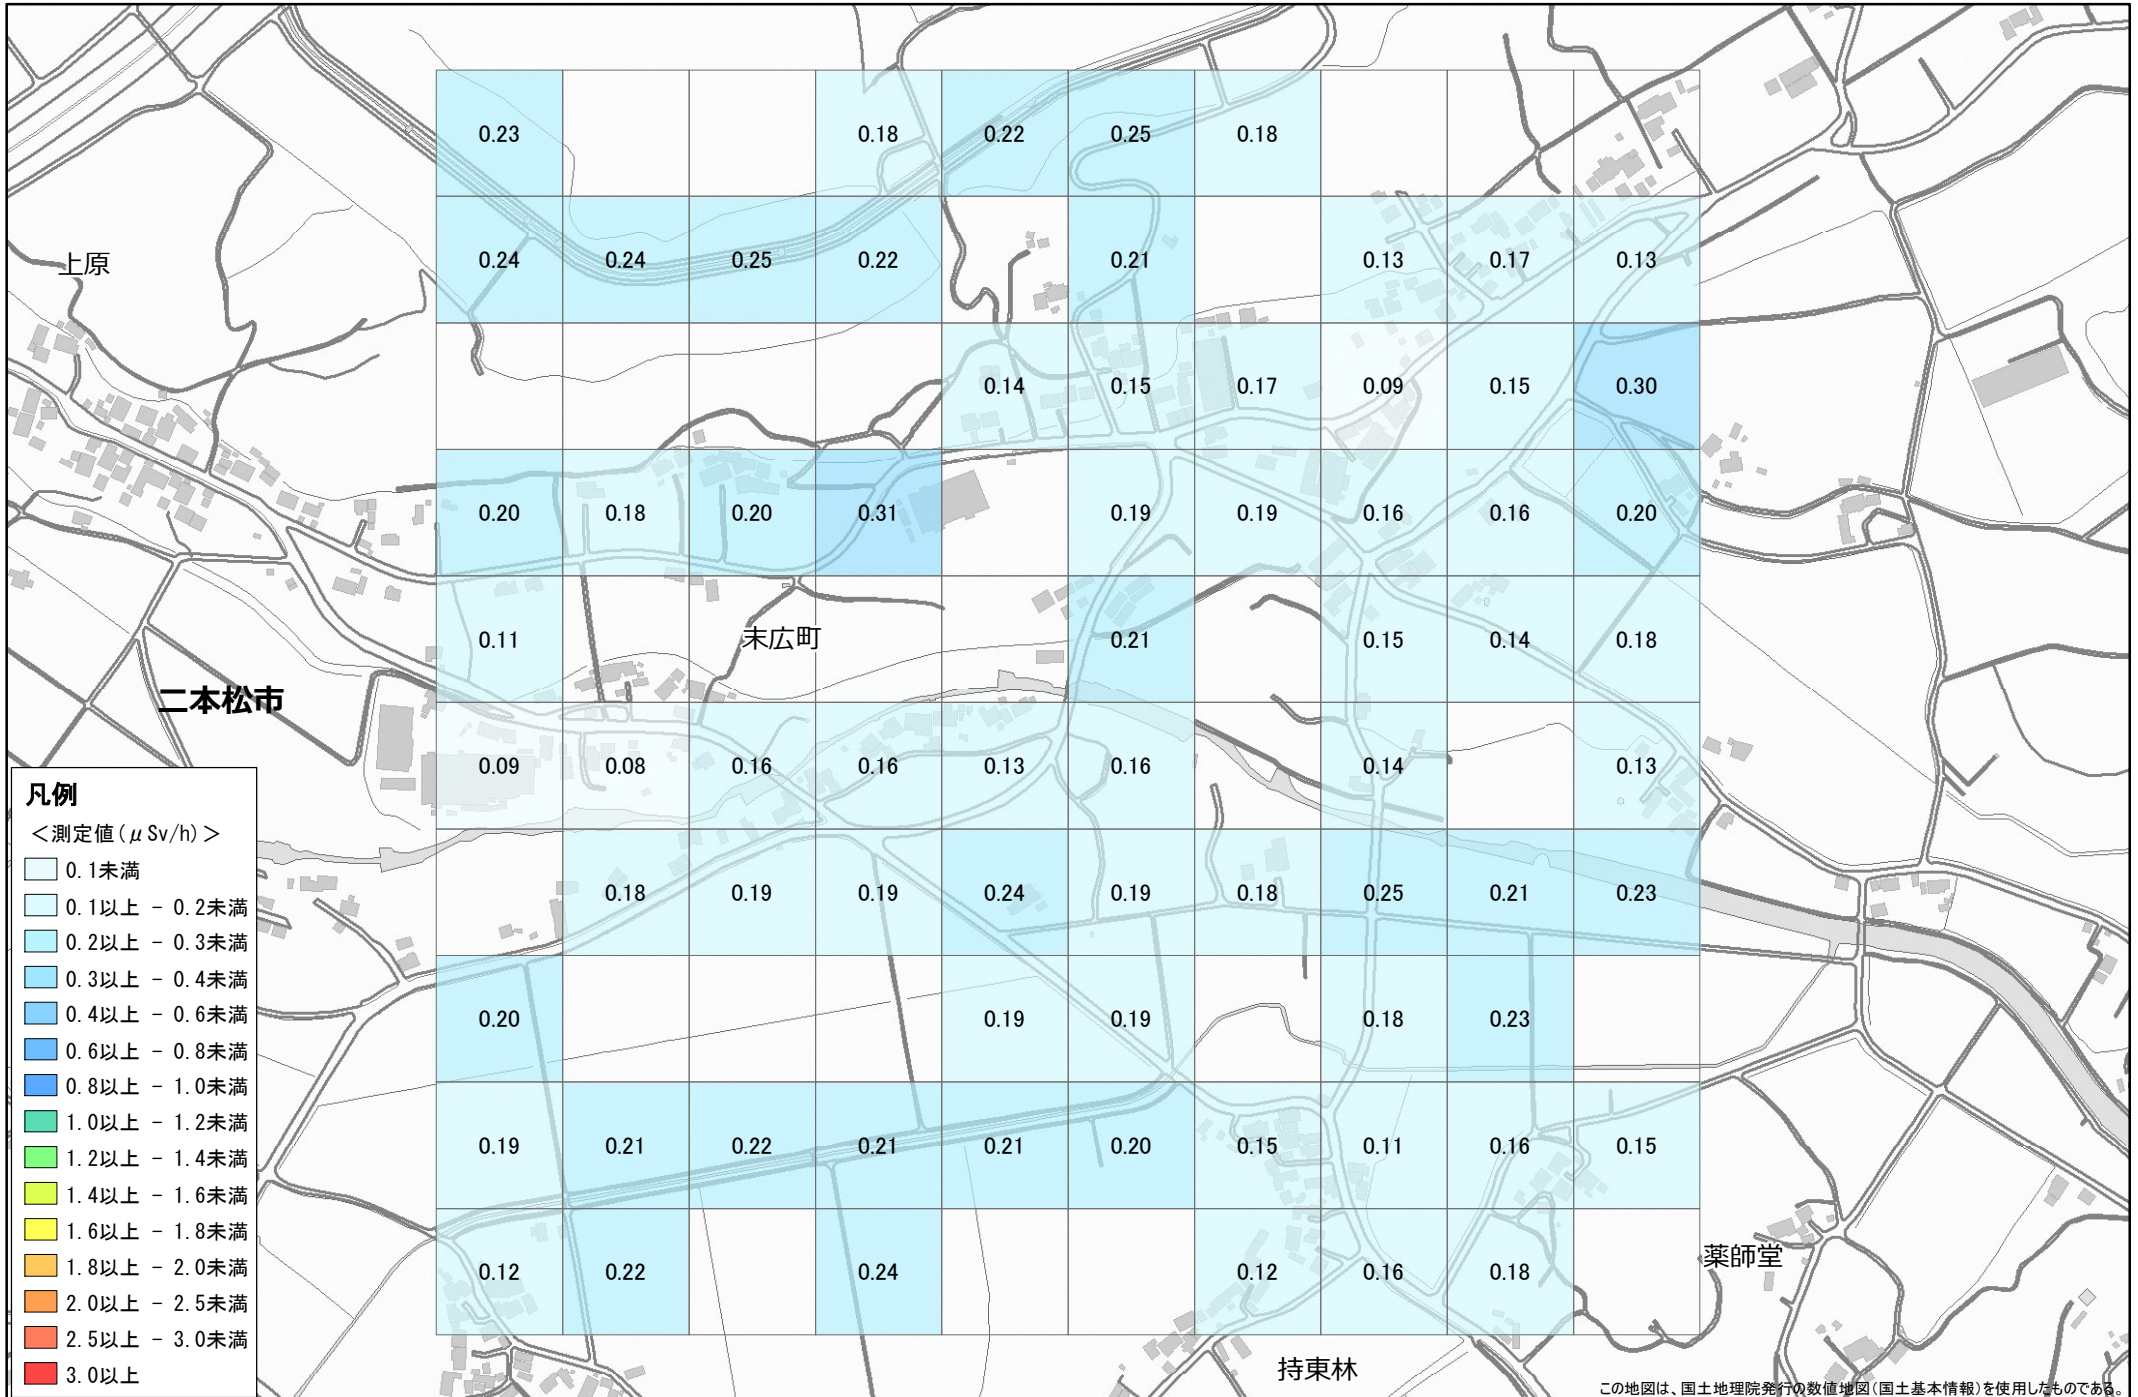 0.23 0.18 0.22 0.25 0.18
0.24 0.24 0.25 0.22 0.21 0.13 0.17 0.13
上原
0.14 0.15 0.17 0.09 0.15 0.30
0.20 0.18 0.20 0.31 0.19 0.19 0.16 0.16 0.20
0.11 0.21 0.15 0.14 0.18
末広町
二本松市
0.09 0.08 0.16 0.16 0.13 0.16 0.14 0.13
0.18 0.19 0.19 0.24 0.19 0.18 0.25 0.21 0.23
0.20 0.19 0.19 0.18 0.23
0.19 0.21 0.22 0.21 0.21 0.20 0.15 0.11 0.16 0.15
0.12 0.22 0.24 0.12 0.16 0.18
薬師堂
持東林
凡例
＜測定値(μSv/h)＞
0.1未満
0.1以上 - 0.2未満
0.2以上 - 0.3未満
0.3以上 - 0.4未満
0.4以上 - 0.6未満
0.6以上 - 0.8未満
0.8以上 - 1.0未満
1.0以上 - 1.2未満
1.2以上 - 1.4未満
1.4以上 - 1.6未満
1.6以上 - 1.8未満
1.8以上 - 2.0未満
2.0以上 - 2.5未満
2.5以上 - 3.0未満
3.0以上
この地図は、国土地理院発行の数値地図(国土基本情報)を使用したものである。